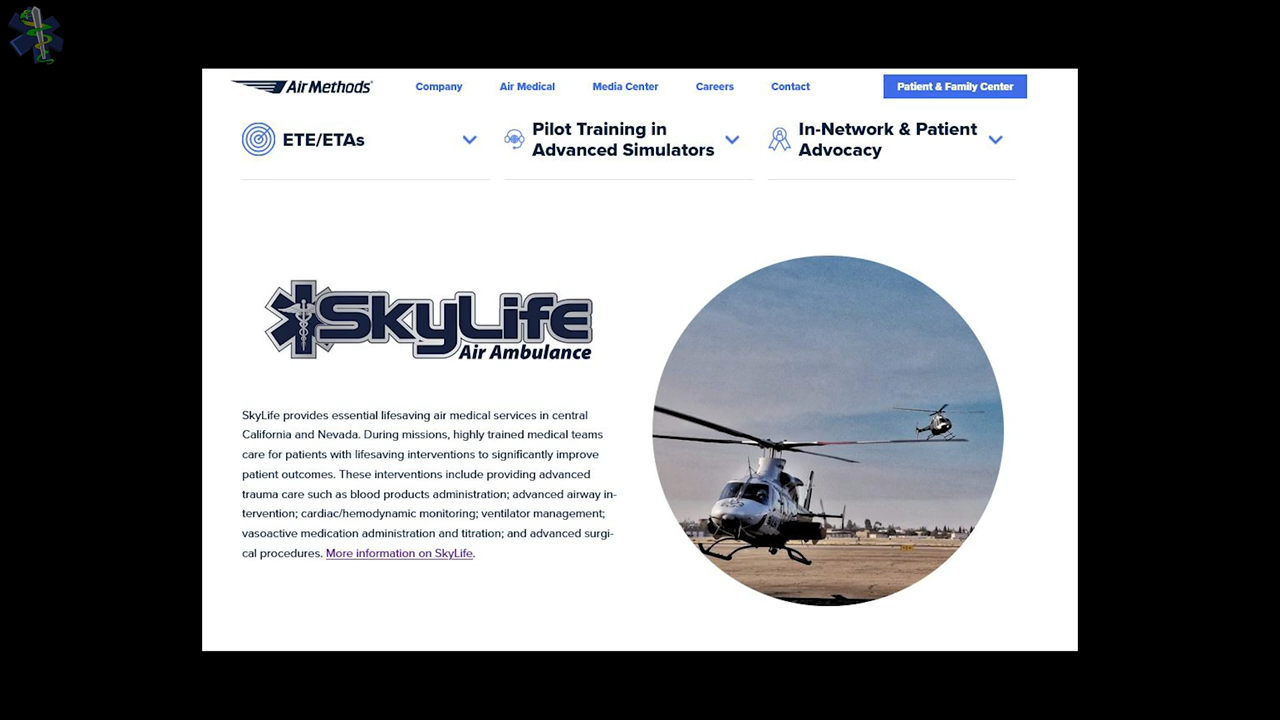 AirMethods
Company
Air Medical
Media Center
Careers
Contact
Patient & Family Center
ETE/ETAs
Pilot Training in
Advanced Simulators
In-Network & Patient
Advocacy
SkyLife
Air Ambulance
SkyLife provides essential lifesaving air medical services in central
California and Nevada. During missions, highly trained medical teams
care for patients with lifesaving interventions to significantly improve
patient outcomes. These interventions include providing advanced
trauma care such as blood products administration; advanced airway in-
tervention; cardiac/hemodynamic monitoring; ventilator management;
vasoactive medication administration and titration; and advanced surgi-
cal procedures. More information on SkyLife.